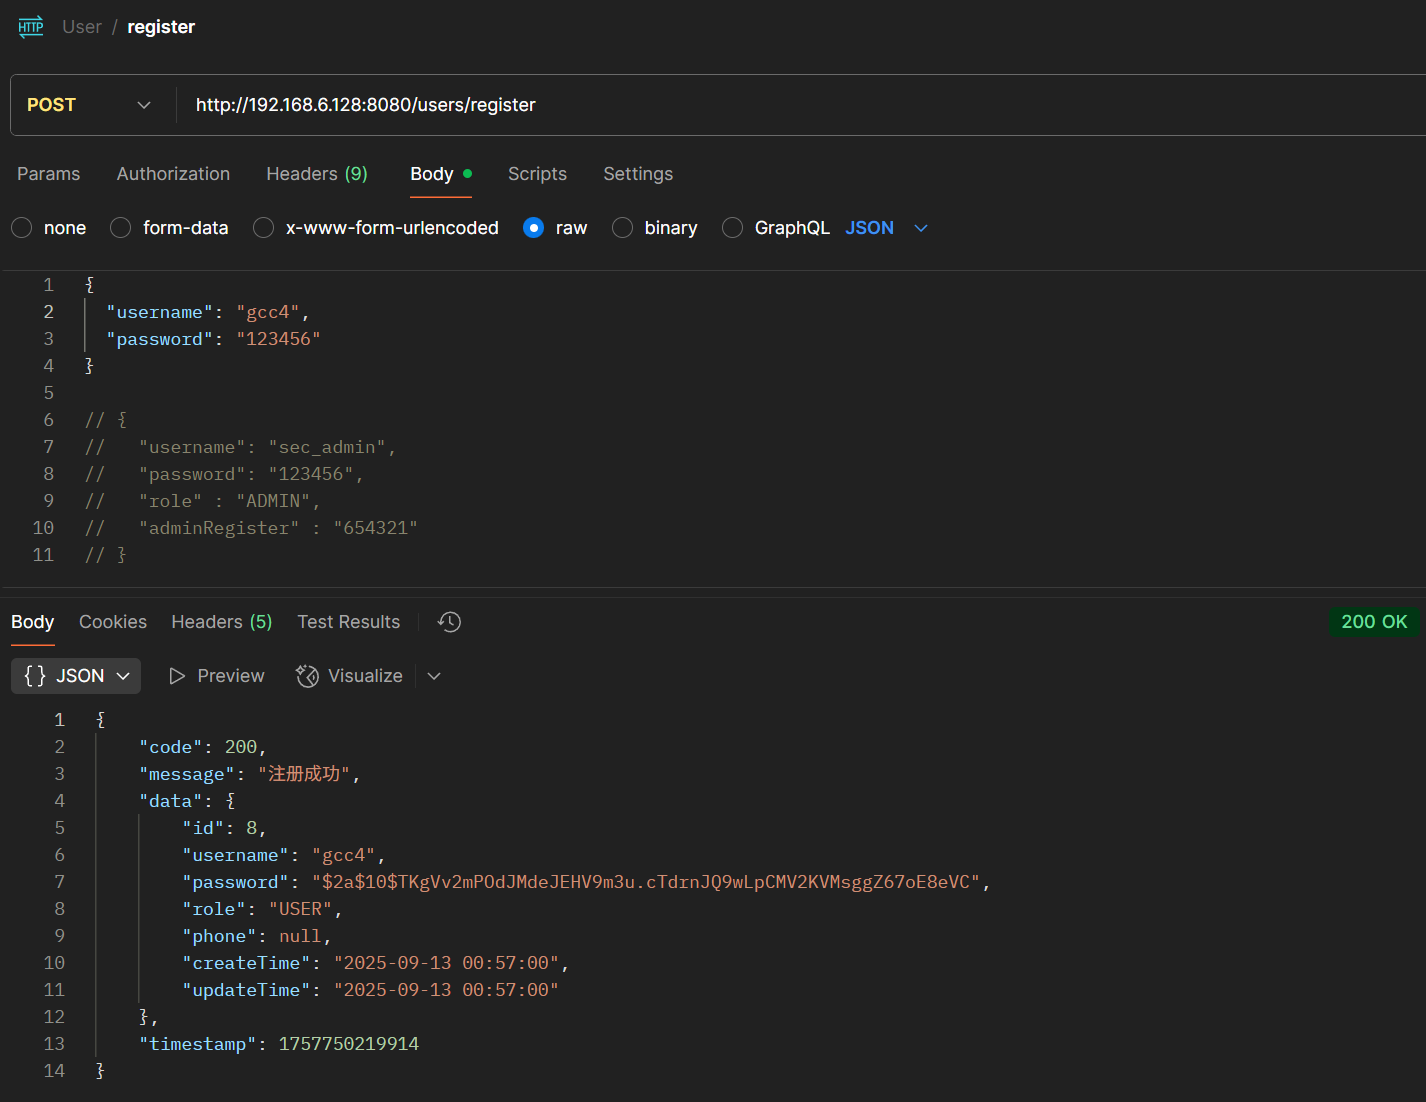 HTTP User / register
POST http://192.168.6.128:8080/users/register
Params Authorization Headers (9) Body Scripts Settings
none form-data x-www-form-urlencoded raw binary GraphQL JSON
1 {
2 "username": "gcc4",
3 "password": "123456"
4 }
5
6 // {
7 // "username": "sec_admin",
8 // "password": "123456",
9 // "role" : "ADMIN",
10 // "adminRegister" : "654321"
11 // }
Body Cookies Headers (5) Test Results 200 OK
{} JSON Preview Visualize
1 {
2 "code": 200,
3 "message": "注册成功",
4 "data": {
5 "id": 8,
6 "username": "gcc4",
7 "password": "$2a$10$TKgVv2mPOdJMdeJEHV9m3u.cTdrnJQ9wLpCMV2KVMsggZ67oE8eVC",
8 "role": "USER",
9 "phone": null,
10 "createTime": "2025-09-13 00:57:00",
11 "updateTime": "2025-09-13 00:57:00"
12 },
13 "timestamp": 1757750219914
14 }